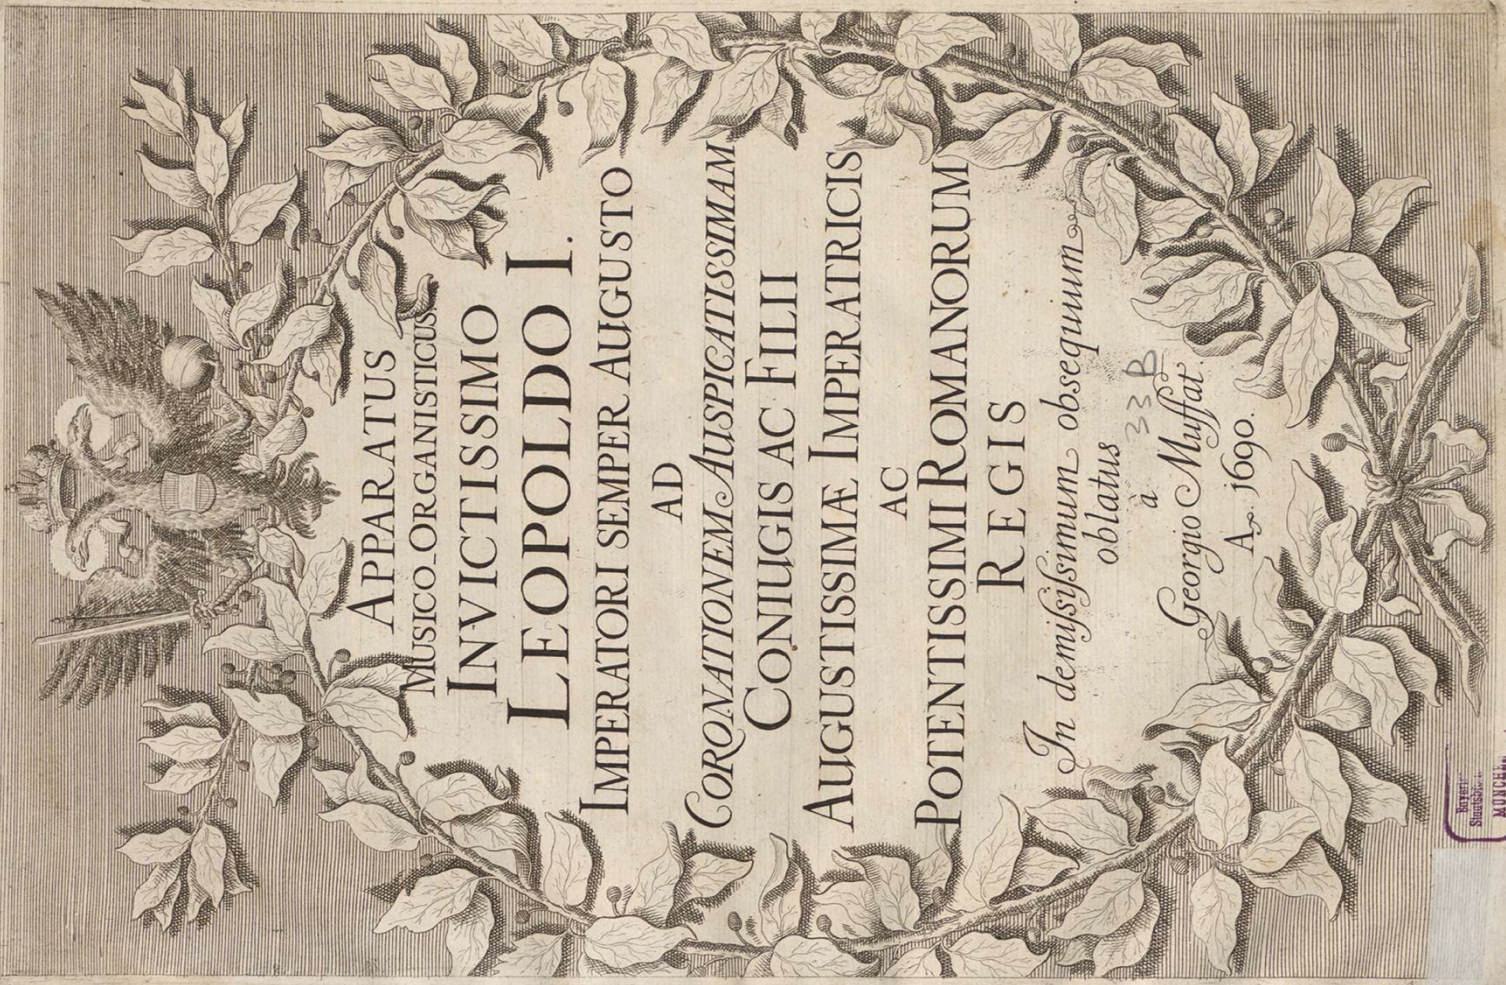 APPARATUS
MUSICO-ORGANISTICUS
INVICTISSIMO
LEOPOLDO I.
IMPERATORI SEMPER AUGUSTO
AD
CORONATIONEM AUSPICATISSIMAM
CONIUGIS AC FILII
AUGUSTISSIMÆ IMPERATRICIS
AC
POTENTISSIMI ROMANORUM
REGIS
In demiſsiſsimum obsequium
oblatus
33 B
à
Georgio Muffat.
A. 1690.
Bayer.